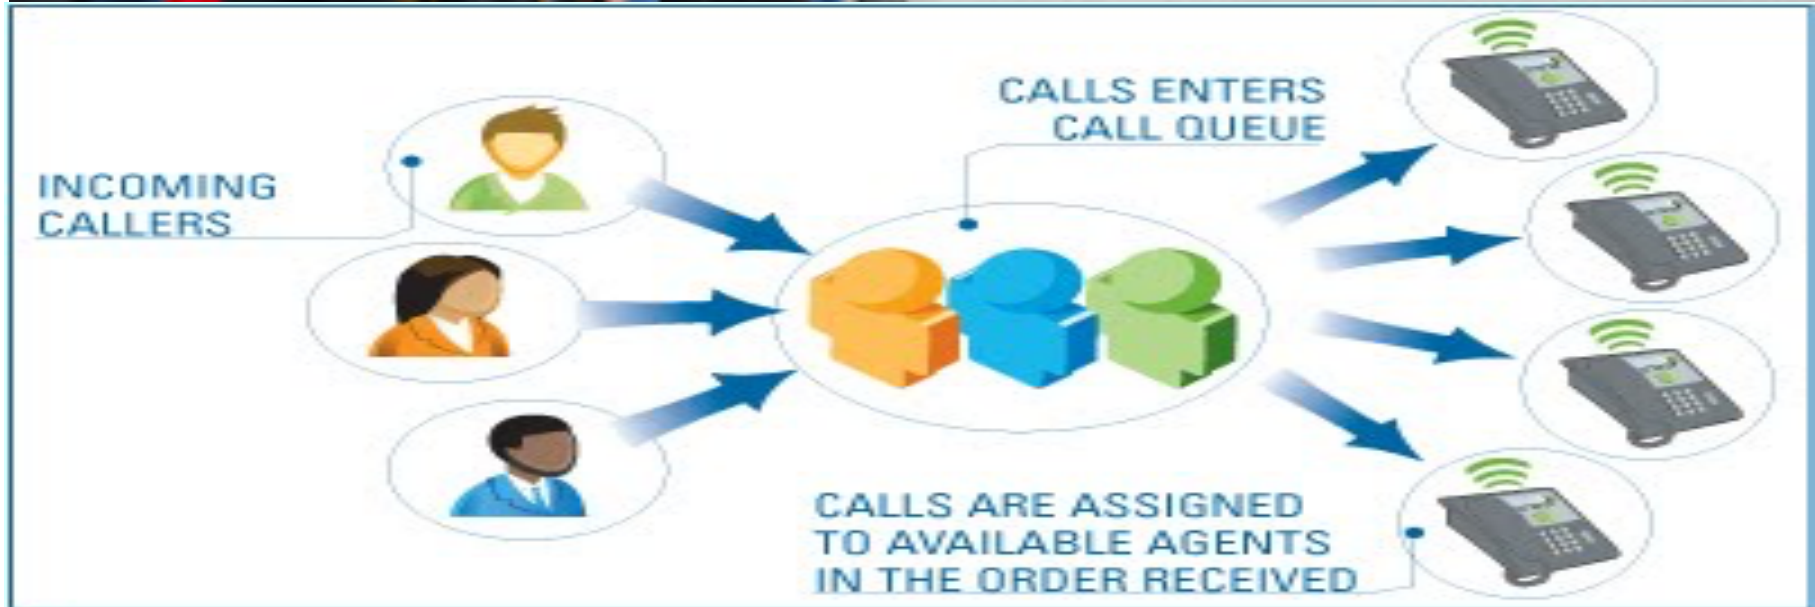 INCOMING
CALLERS
CALLS ENTERS
CALL QUEUE
CALLS ARE ASSIGNED
TO AVAILABLE AGENTS
IN THE ORDER RECEIVED